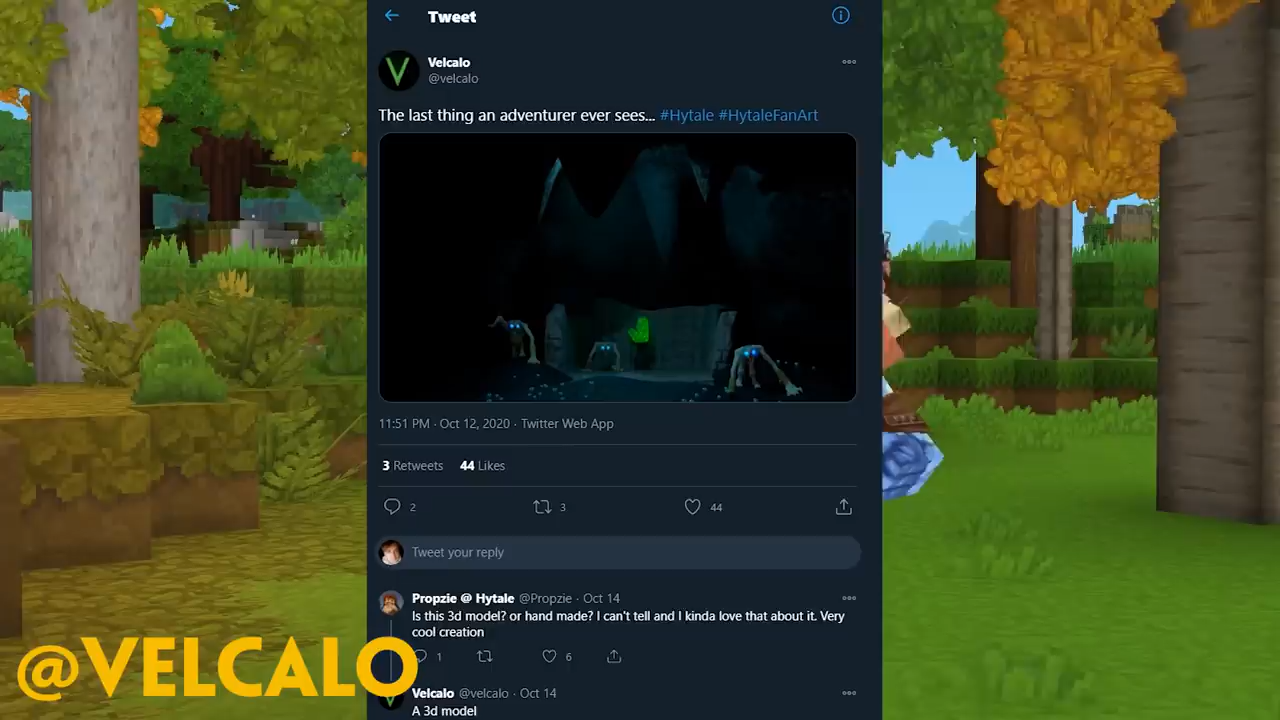 Tweet
Velcalo
@velcalo
The last thing an adventurer ever sees... #Hytale #HytaleFanArt
11:51 PM · Oct 12, 2020 · Twitter Web App
3 Retweets 44 Likes
2 3 44
Tweet your reply
Propzie @ Hytale @Propzie · Oct 14
Is this 3d model? or hand made? I can't tell and I kinda love that about it. Very
cool creation
1 6
@VELCALO
Velcalo @velcalo · Oct 14
A 3d model